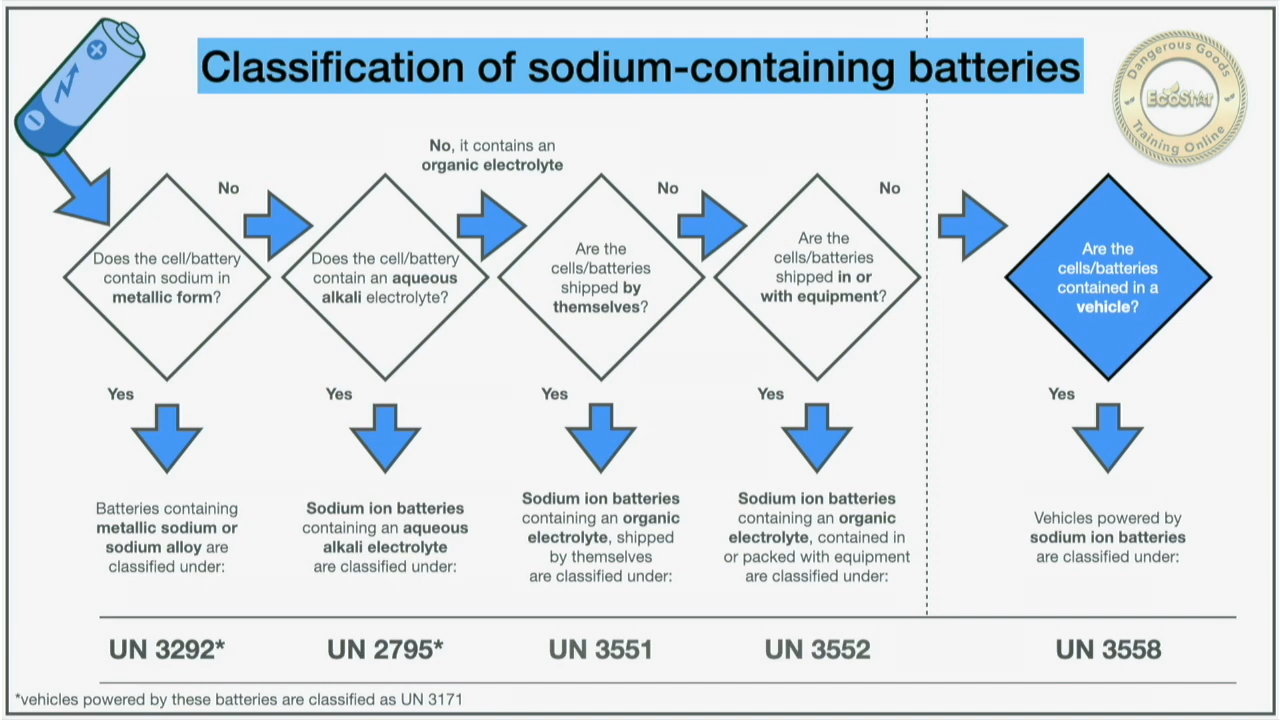 Classification of sodium-containing batteries
Dangerous Goods
EcoStar
Training Online
No
No, it contains an
organic electrolyte
No
No
Does the cell/battery
contain sodium in
metallic form?
Does the cell/battery
contain an aqueous
alkali electrolyte?
Are the
cells/batteries
shipped by
themselves?
Are the
cells/batteries
shipped in or
with equipment?
Are the
cells/batteries
contained in a
vehicle?
Yes
Yes
Yes
Yes
Yes
Batteries containing
metallic sodium or
sodium alloy are
classified under:
Sodium ion batteries
containing an aqueous
alkali electrolyte
are classified under:
Sodium ion batteries
containing an organic
electrolyte, shipped
by themselves
are classified under:
Sodium ion batteries
containing an organic
electrolyte, contained in
or packed with equipment
are classified under:
Vehicles powered by
sodium ion batteries
are classified under:
UN 3292*
UN 2795*
UN 3551
UN 3552
UN 3558
*vehicles powered by these batteries are classified as UN 3171